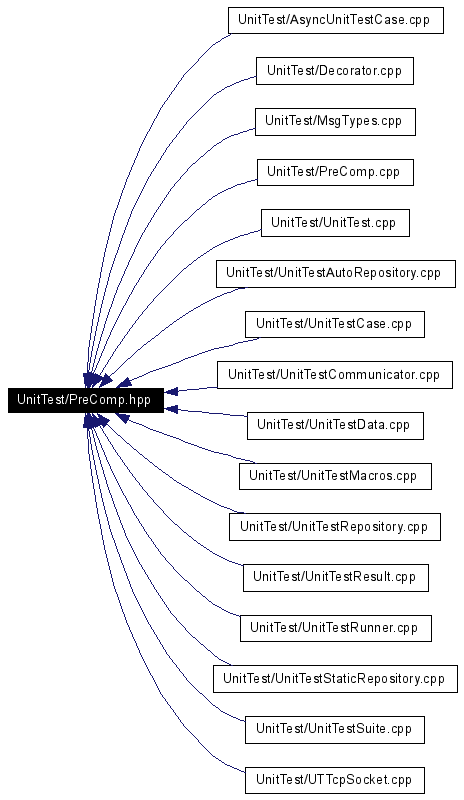 UnitTest/AsyncUnitTestCase.cpp
UnitTest/Decorator.cpp
UnitTest/MsgTypes.cpp
UnitTest/PreComp.cpp
UnitTest/UnitTest.cpp
UnitTest/UnitTestAutoRepository.cpp
UnitTest/UnitTestCase.cpp
UnitTest/UnitTestCommunicator.cpp
UnitTest/PreComp.hpp
UnitTest/UnitTestData.cpp
UnitTest/UnitTestMacros.cpp
UnitTest/UnitTestRepository.cpp
UnitTest/UnitTestResult.cpp
UnitTest/UnitTestRunner.cpp
UnitTest/UnitTestStaticRepository.cpp
UnitTest/UnitTestSuite.cpp
UnitTest/UTTcpSocket.cpp